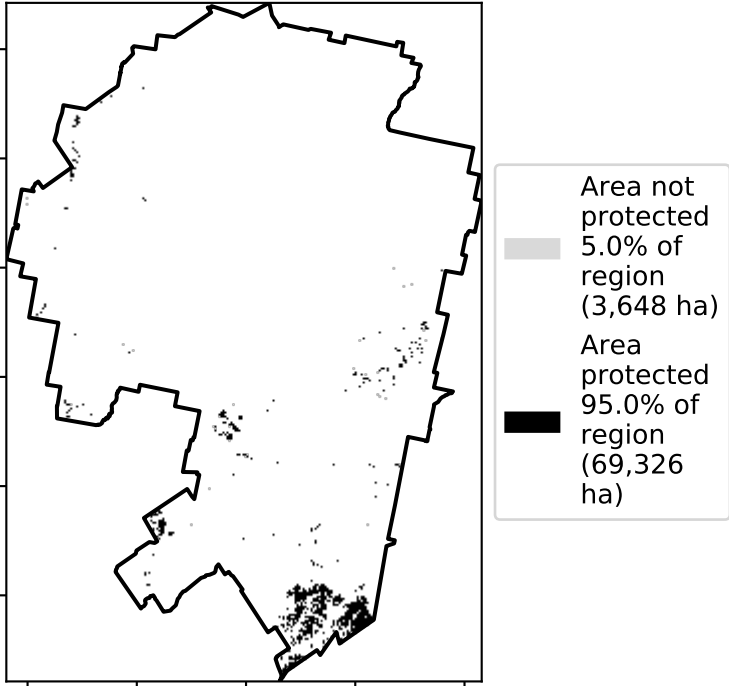 Area not
protected
5.0% of
region
(3,648 ha)
Area
protected
95.0% of
region
(69,326
ha)